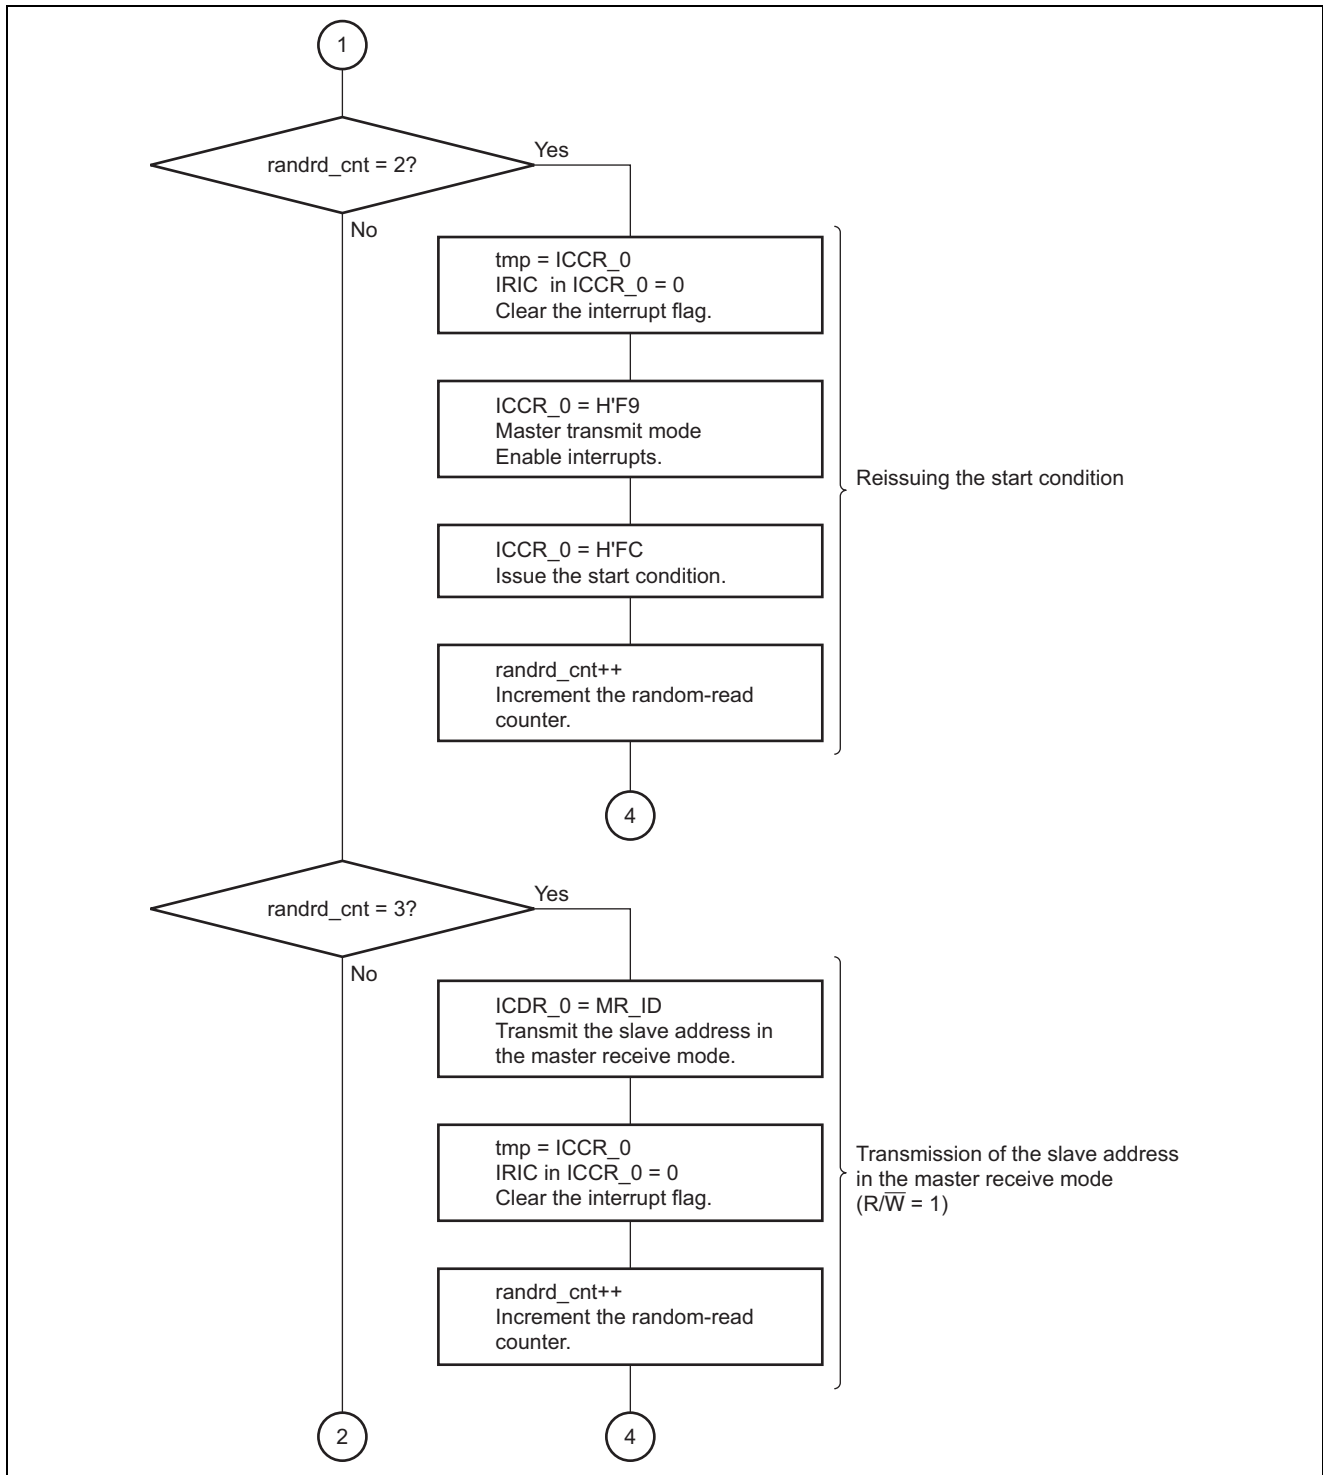 1
randrd_cnt = 2?
Yes
No
tmp = ICCR_0
IRIC  in ICCR_0 = 0
Clear the interrupt flag.
ICCR_0 = H'F9
Master transmit mode
Enable interrupts.
Reissuing the start condition
ICCR_0 = H'FC
Issue the start condition.
randrd_cnt++
Increment the random-read
counter.
4
randrd_cnt = 3?
Yes
No
ICDR_0 = MR_ID
Transmit the slave address in
the master receive mode.
tmp = ICCR_0
IRIC in ICCR_0 = 0
Clear the interrupt flag.
Transmission of the slave address
in the master receive mode
(R/W̅ = 1)
randrd_cnt++
Increment the random-read
counter.
2
4